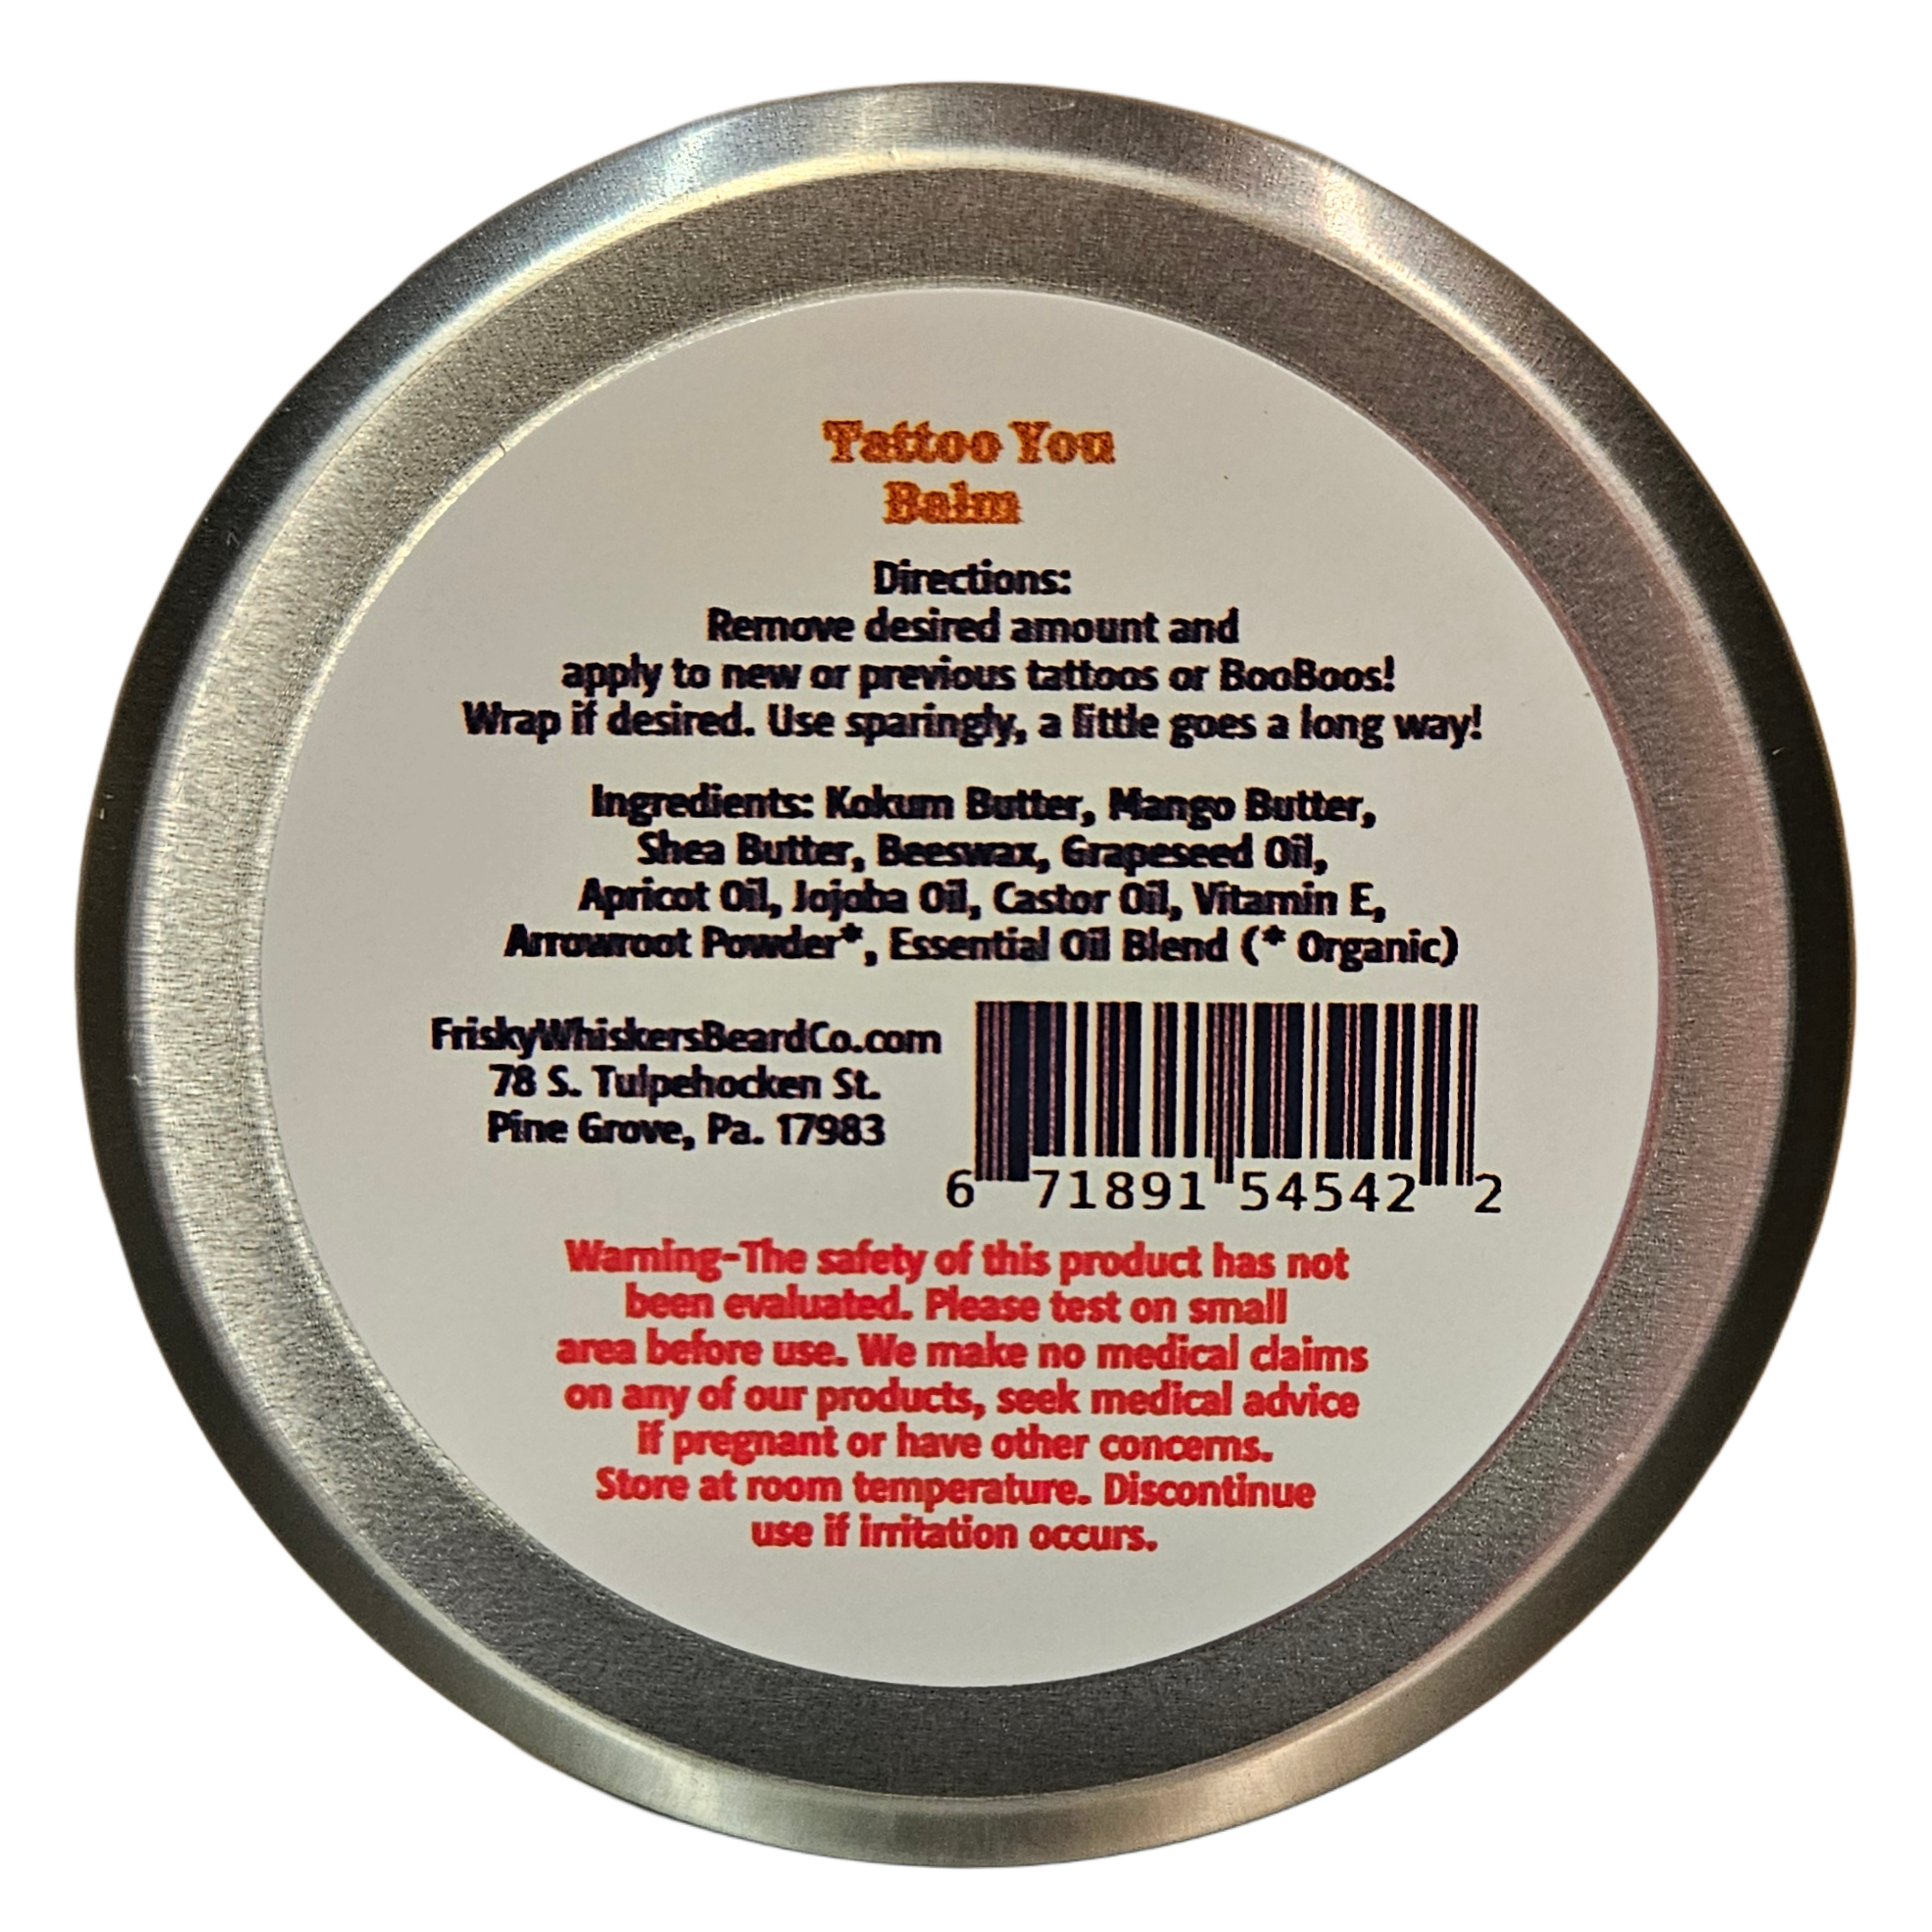 Tattoo You
Balm
Directions:
Remove desired amount and
apply to new or previous tattoos or BooBoos!
Wrap if desired. Use sparingly, a little goes a long way!
Ingredients: Kokum Butter, Mango Butter,
Shea Butter, Beeswax, Grapeseed Oil,
Apricot Oil, Jojoba Oil, Castor Oil, Vitamin E,
Arrowroot Powder*, Essential Oil Blend (* Organic)
FriskyWhiskersBeardCo.com
78 S. Tulpehocken St.
Pine Grove, Pa. 17983
6 71891 54542 2
Warning-The safety of this product has not
been evaluated. Please test on small
area before use. We make no medical claims
on any of our products, seek medical advice
if pregnant or have other concerns.
Store at room temperature. Discontinue
use if irritation occurs.